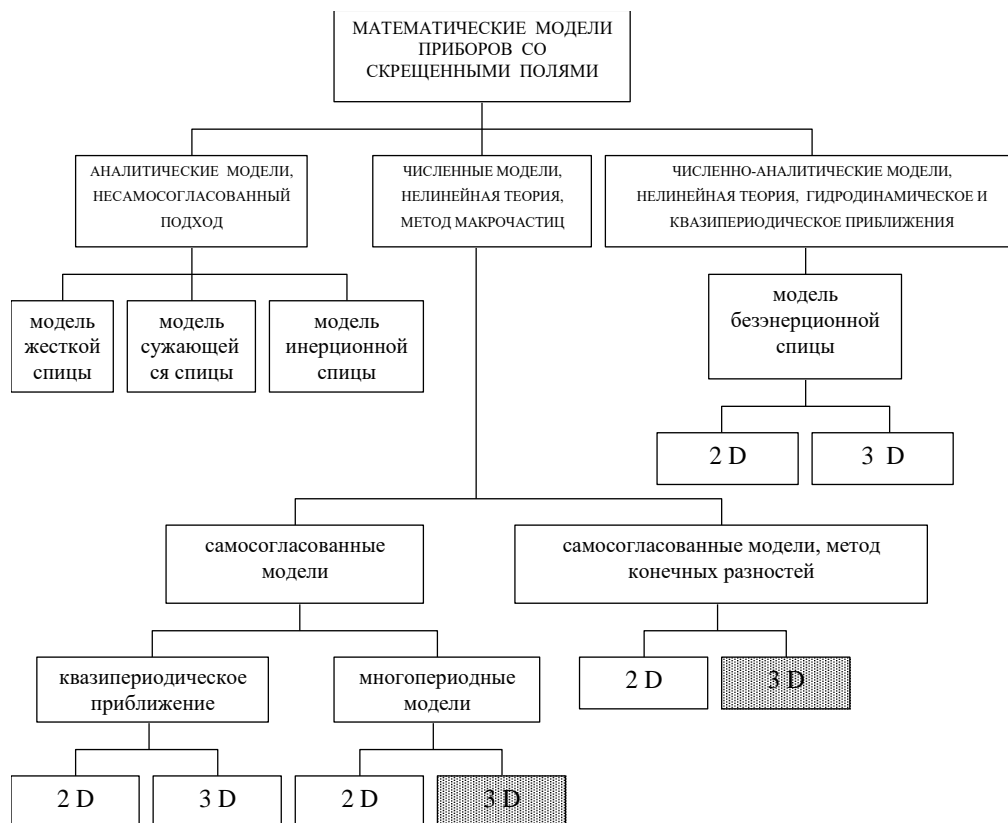 МАТЕМАТИЧЕСКИЕ МОДЕЛИ
ПРИБОРОВ СО
СКРЕЩЕННЫМИ ПОЛЯМИ
АНАЛИТИЧЕСКИЕ МОДЕЛИ,
НЕСАМОСОГЛАСОВАННЫЙ
ПОДХОД
ЧИСЛЕННЫЕ МОДЕЛИ,
НЕЛИНЕЙНАЯ ТЕОРИЯ,
МЕТОД МАКРОЧАСТИЦ
ЧИСЛЕННО-АНАЛИТИЧЕСКИЕ МОДЕЛИ,
НЕЛИНЕЙНАЯ ТЕОРИЯ, ГИДРОДИНАМИЧЕСКОЕ И
КВАЗИПЕРИОДИЧЕСКОЕ ПРИБЛИЖЕНИЯ
модель
жесткой
спицы
модель
сужающей
ся спицы
модель
инерционной
спицы
модель
безэнерционной
спицы
2 D
3 D
самосогласованные
модели
самосогласованные модели, метод
конечных разностей
квазипериодическое
приближение
многопериодные
модели
2 D
3 D
2 D
3 D
2 D
3 D